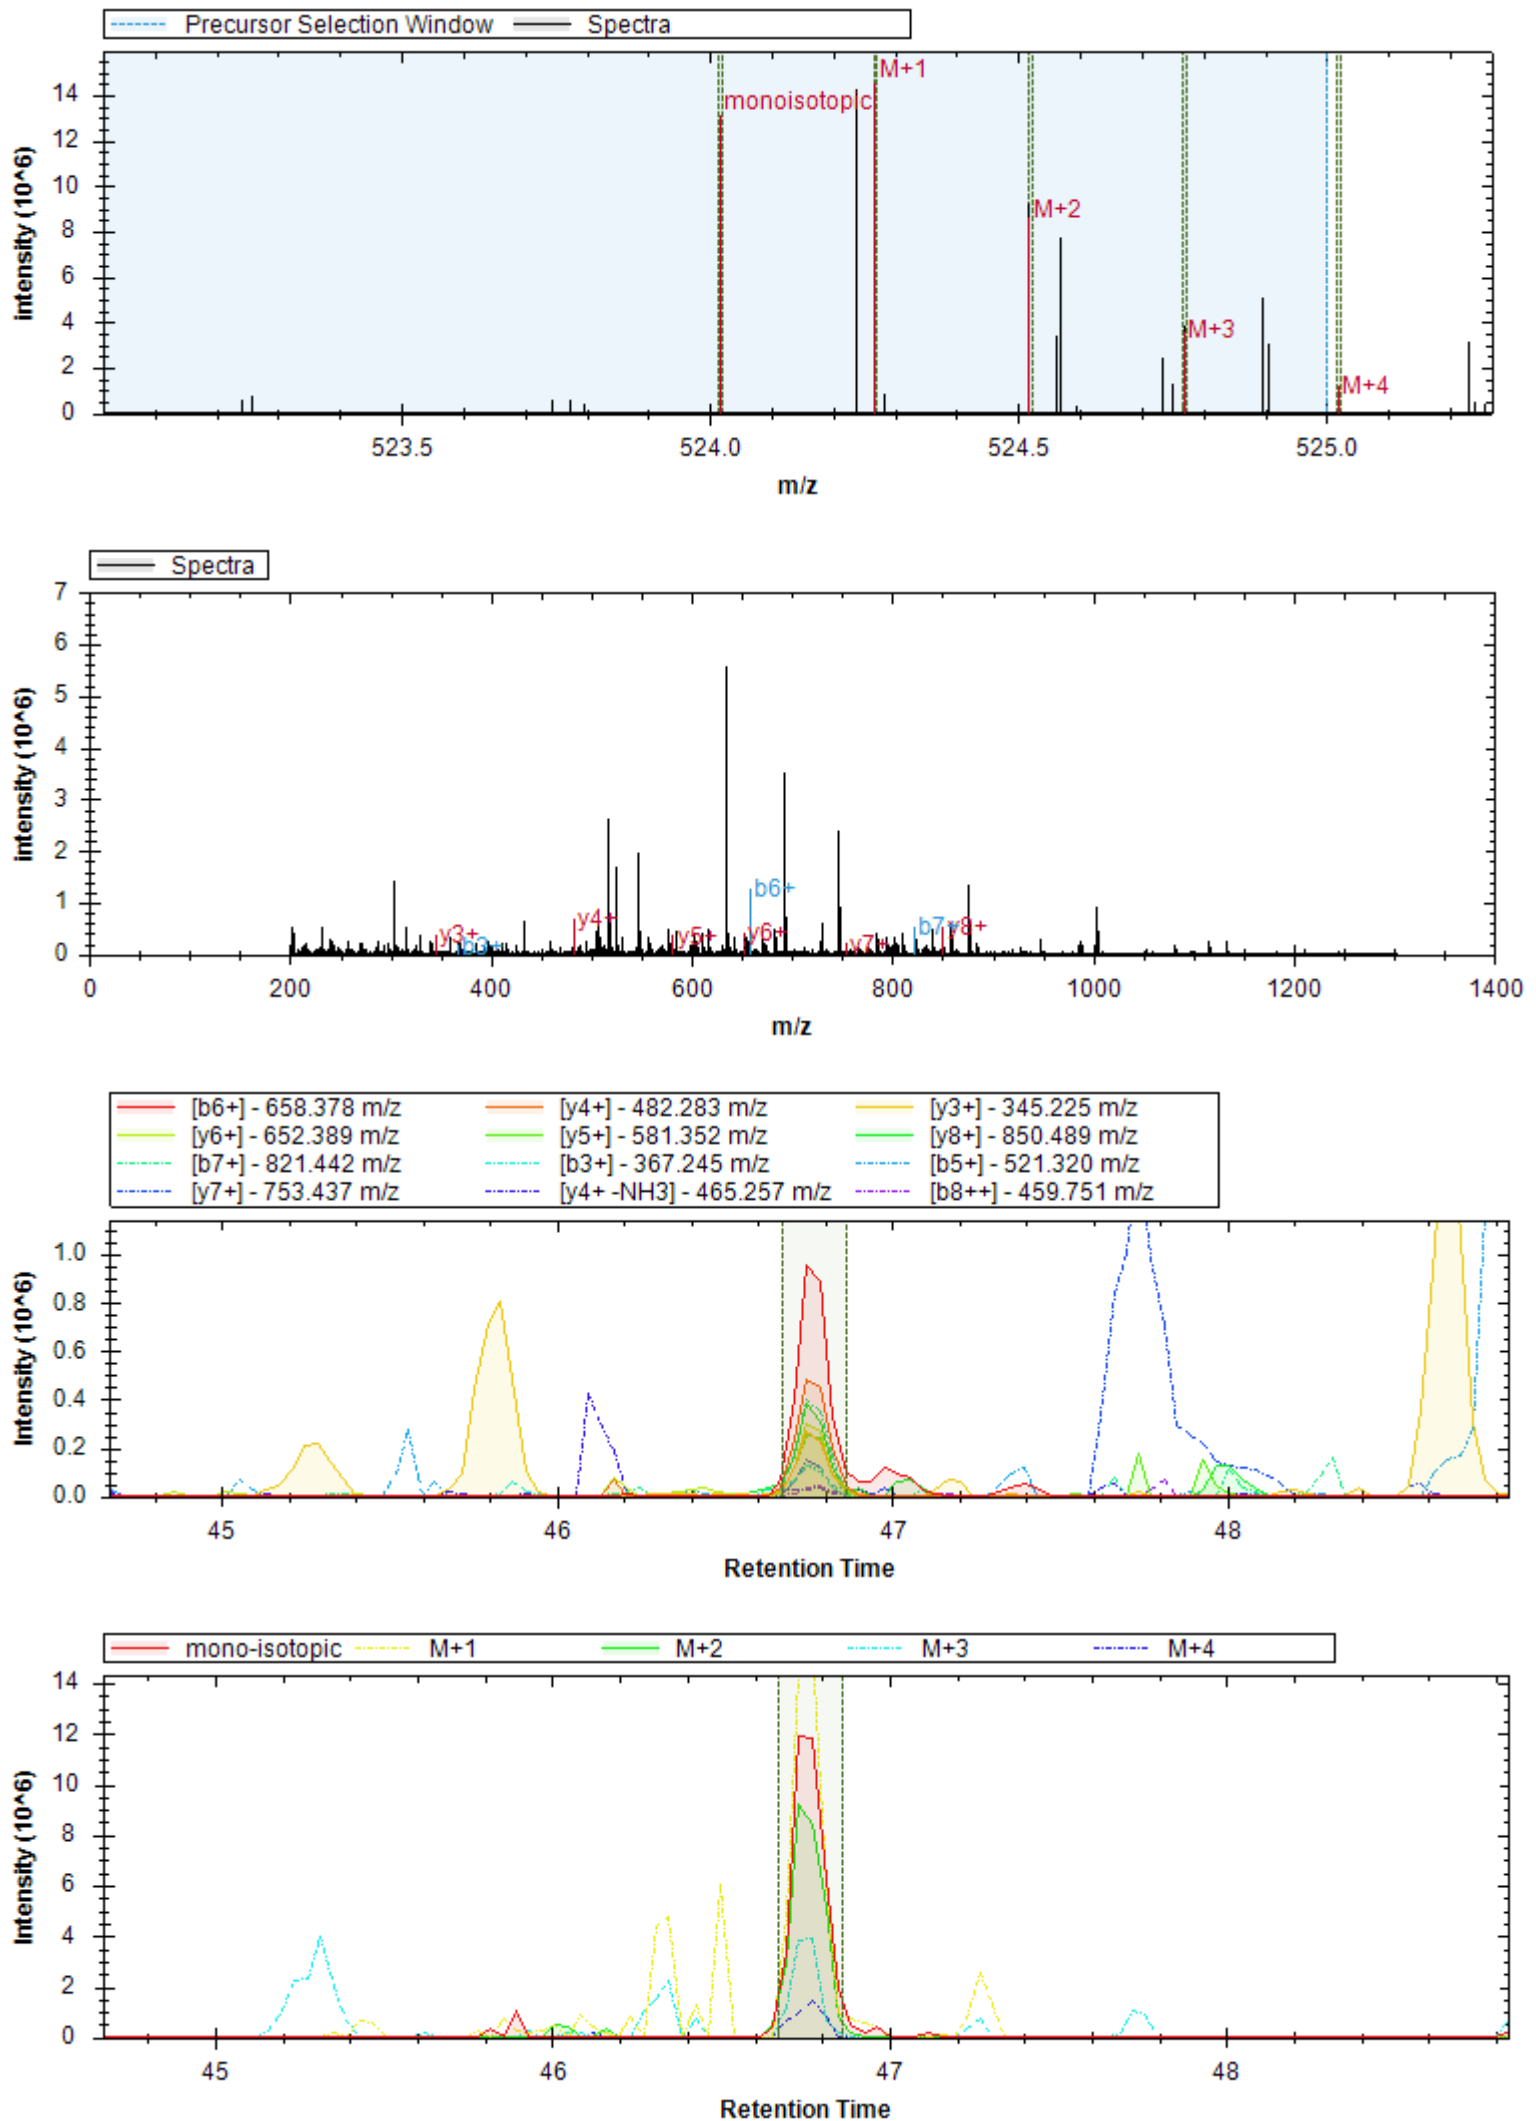 Precursor Selection Window Spectra
intensity (10^6)
14
12
10
8
6
4
2
0
monoisotopic
M+1
M+2
M+3
M+4
523.5 524.0 524.5 525.0
m/z
Spectra
intensity (10^6)
7
6
5
4
3
2
1
0
y3+
b3+
y4+
y5+
b6+
y6+
y7+
b7+
y8+
0 200 400 600 800 1000 1200 1400
m/z
[b6+] - 658.378 m/z [y4+] - 482.283 m/z [y3+] - 345.225 m/z
[y6+] - 652.389 m/z [y5+] - 581.352 m/z [y8+] - 850.489 m/z
[b7+] - 821.442 m/z [b3+] - 367.245 m/z [b5+] - 521.320 m/z
[y7+] - 753.437 m/z [y4+ -NH3] - 465.257 m/z [b8++] - 459.751 m/z
Intensity (10^6)
1.0
0.8
0.6
0.4
0.2
0.0
45 46 47 48
Retention Time
mono-isotopic M+1 M+2 M+3 M+4
Intensity (10^6)
14
12
10
8
6
4
2
0
45 46 47 48
Retention Time